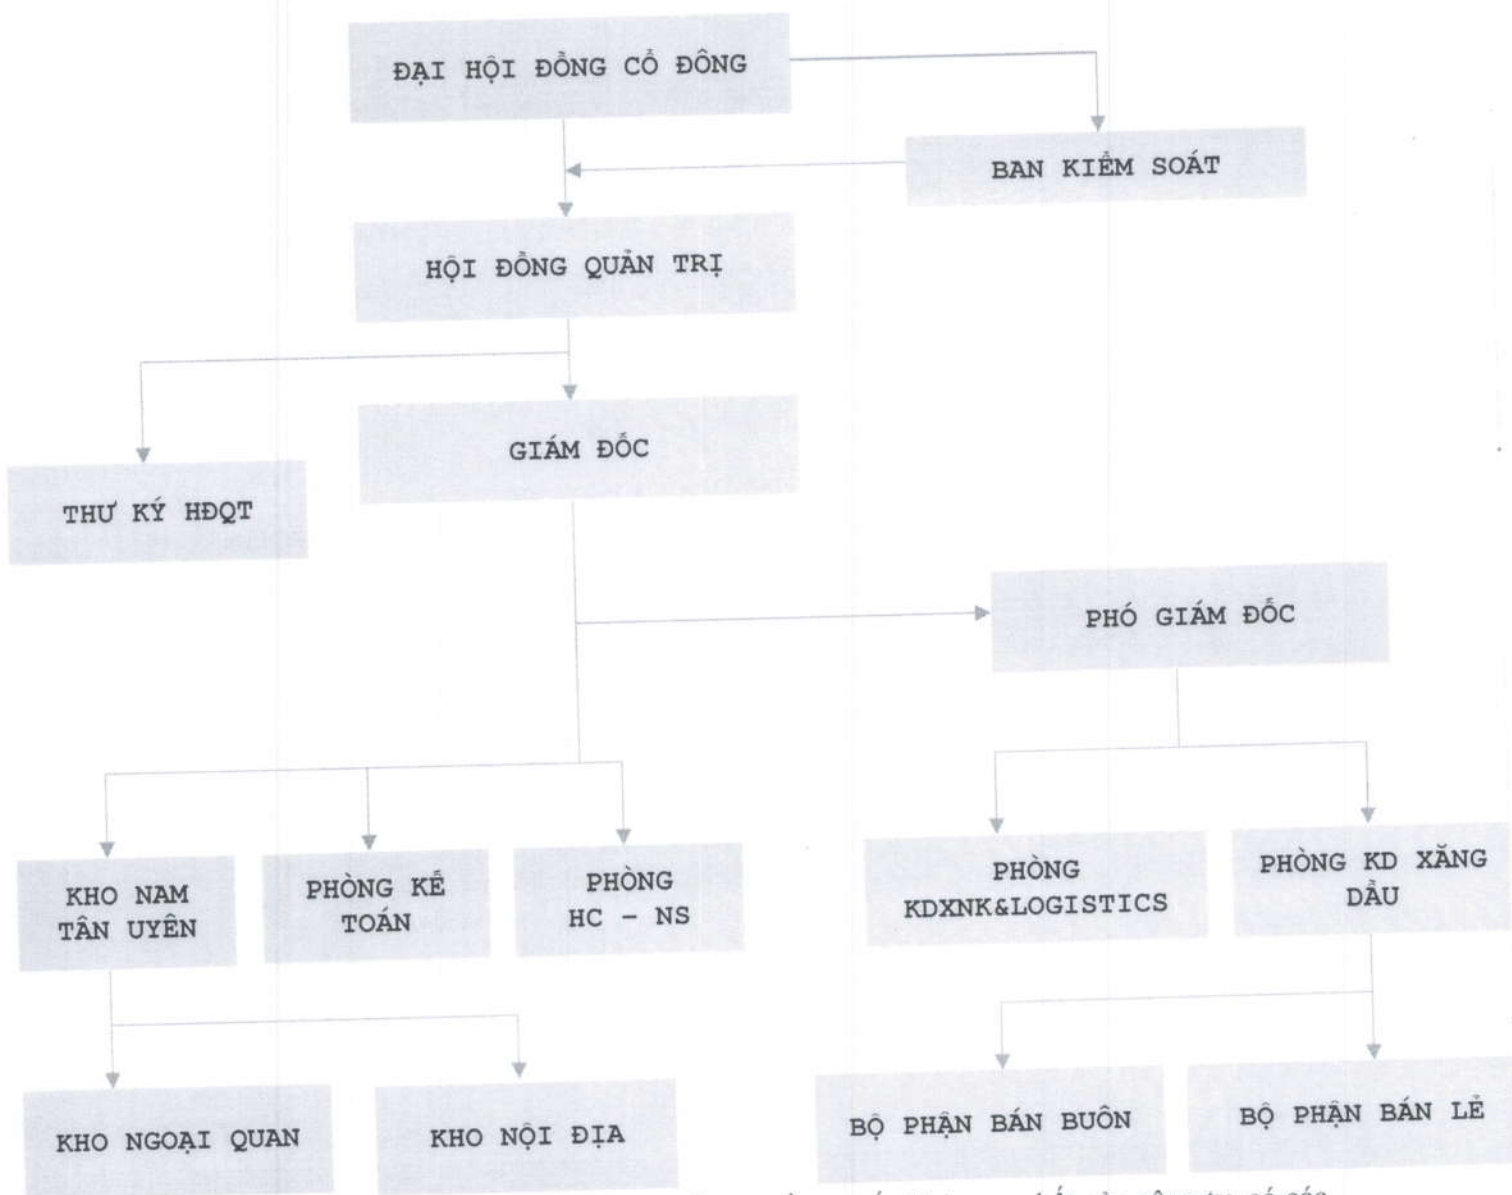 ĐẠI HỘI ĐỒNG CỔ ĐÔNG
BAN KIỂM SOÁT
HỘI ĐỒNG QUẢN TRỊ
GIÁM ĐỐC
THƯ KÝ HĐQT
PHÓ GIÁM ĐỐC
KHO NAM
TÂN UYÊN
PHÒNG KẾ
TOÁN
PHÒNG
HC - NS
PHÒNG
KDXNK&LOGISTICS
PHÒNG KD XĂNG
DẦU
KHO NGOẠI QUAN
KHO NỘI ĐỊA
BỘ PHẬN BÁN BUÔN
BỘ PHẬN BÁN LẺ